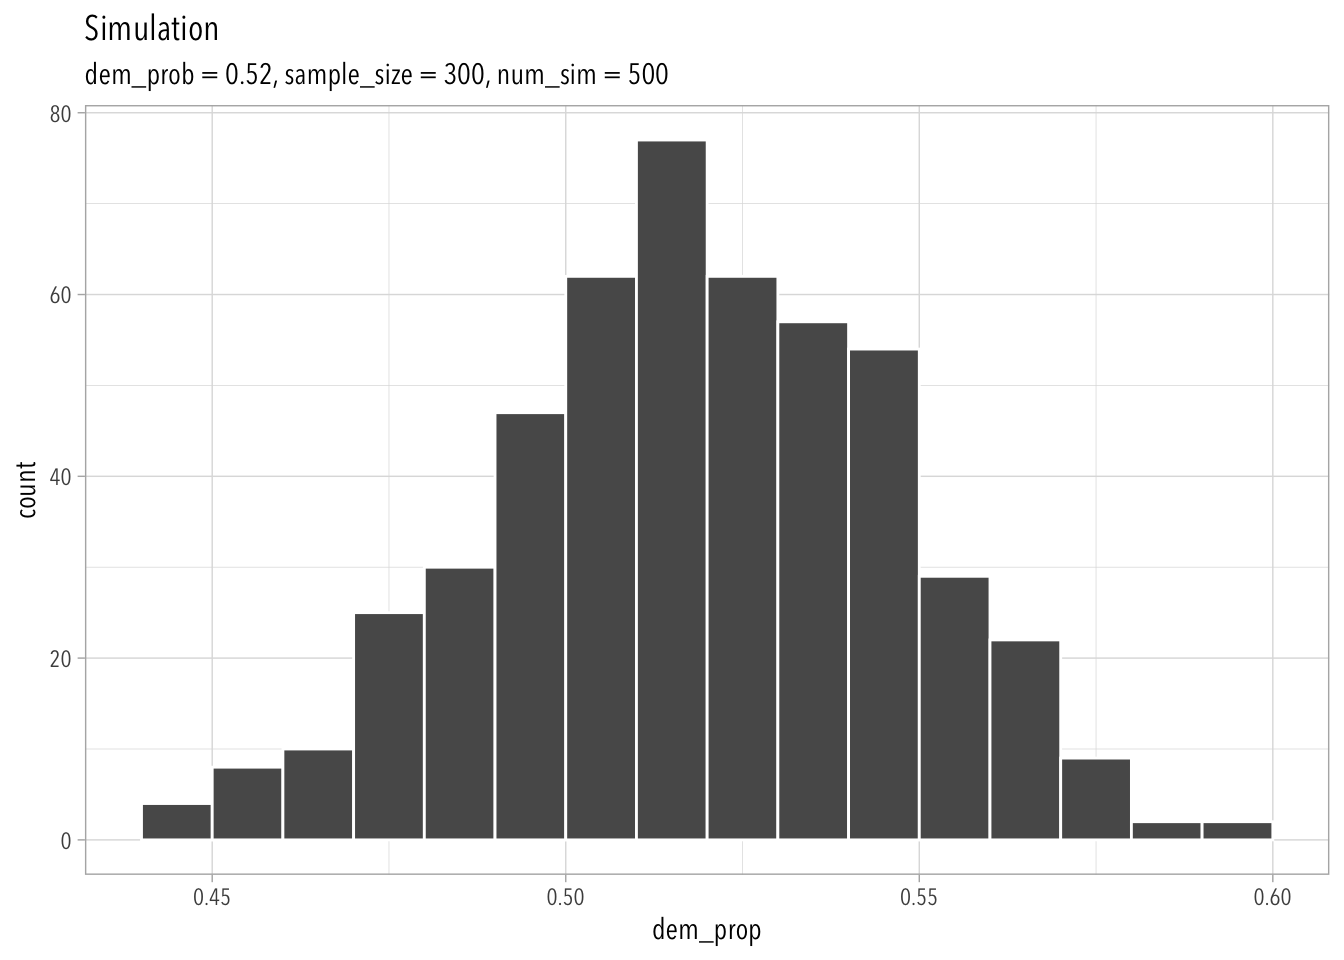 Simulation
dem_prob = 0.52, sample_size = 300, num_sim = 500
80
60
40
20
0
count
0.45 0.50 0.55 0.60
dem_prop